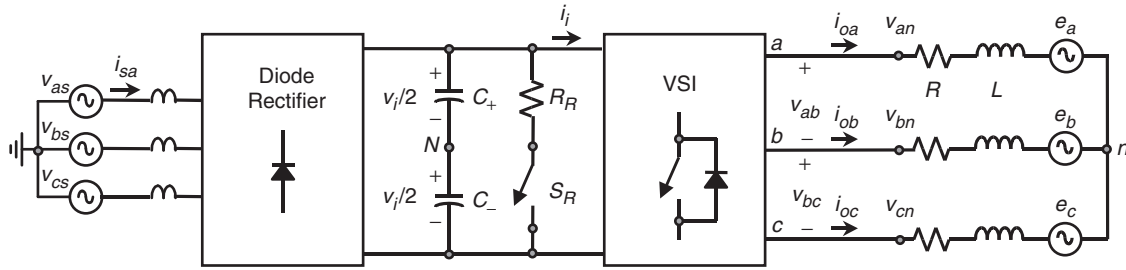 v_as
i_sa
v_bs
v_cs
Diode
Rectifier
i_i
+
v_i/2
C_+
−
N
+
v_i/2
C_−
−
R_R
S_R
VSI
a
i_oa
v_an
e_a
+
R
L
v_ab
i_ob
v_bn
e_b
b
−
+
n
v_bc
i_oc
v_cn
e_c
c
−